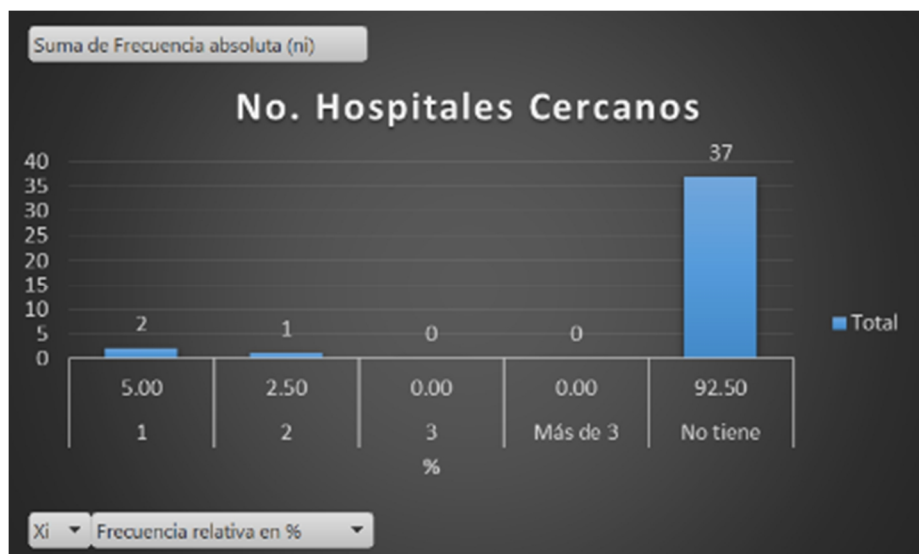 Suma de Frecuencia absoluta (ni)
No. Hospitales Cercanos
40
35
30
25
20
15
10
5
0
2
1
0
0
37
Total
5.00 2.50 0.00 0.00 92.50
1 2 3 Más de 3 No tiene
%
Xi Frecuencia relativa en %